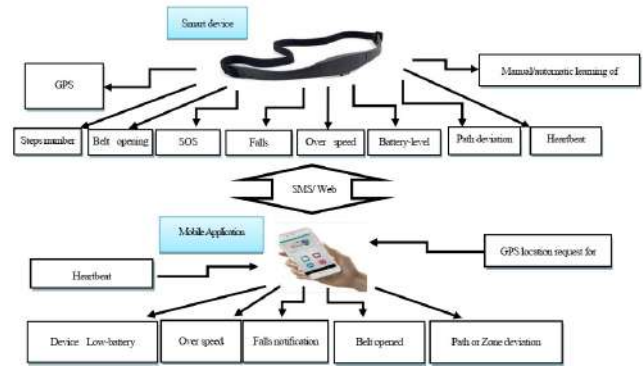 Smart device
GPS
Manual/automatic learning of
Steps number
Belt opening
SOS
Falls
Over speed
Battery-level
Path deviation
Heartbeat
SMS/ Web
Mobile Application
GPS location request for
Heartbeat
Device Low-battery
Over speed
Falls notification
Belt opened
Path or Zone deviation